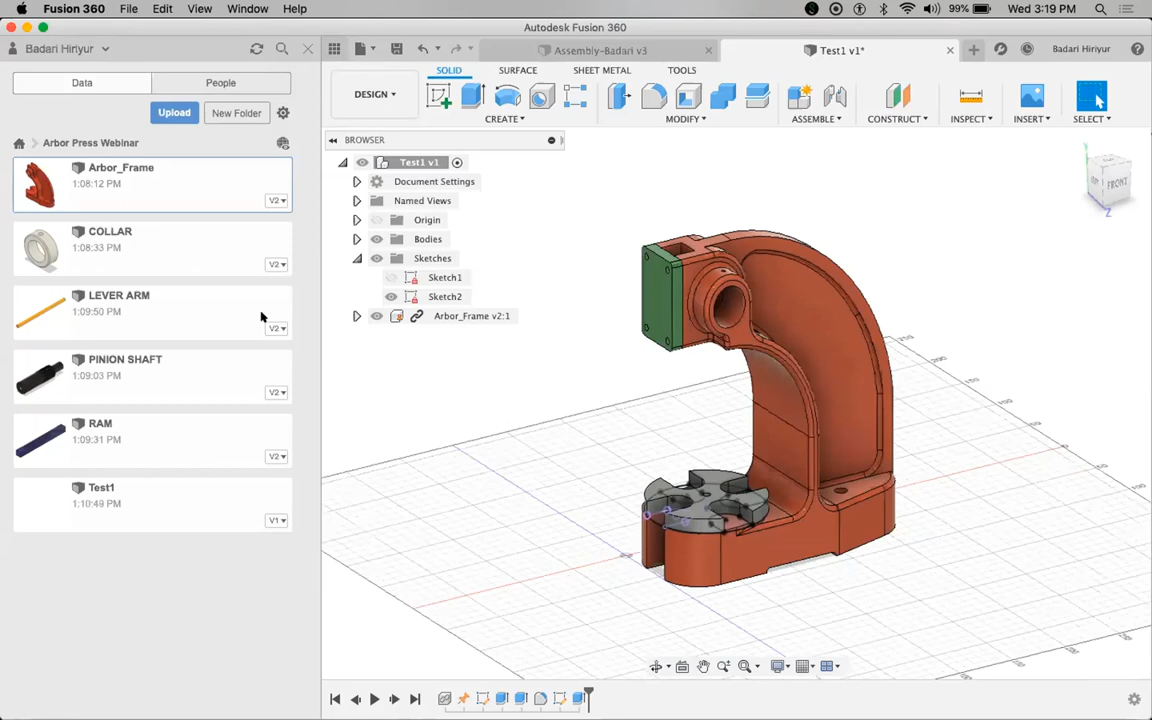 Fusion 360 File Edit View Window Help 99% Wed 3:19 PM
Autodesk Fusion 360
Badari Hiriyur
Assembly-Badari v3 Test1 v1* Badari Hiriyur
Data People
SOLID SURFACE SHEET METAL TOOLS
DESIGN
Upload New Folder
CREATE MODIFY ASSEMBLE CONSTRUCT INSPECT INSERT SELECT
Arbor Press Webinar
BROWSER
Arbor_Frame
1:08:12 PM
V2
COLLAR
1:08:33 PM
V2
LEVER ARM
1:09:50 PM
V2
PINION SHAFT
1:09:03 PM
V2
RAM
1:09:31 PM
V2
Test1
1:10:49 PM
V1
Test1 v1
Document Settings
Named Views
Origin
Bodies
Sketches
Sketch1
Sketch2
Arbor_Frame v2:1
FRONT
Z